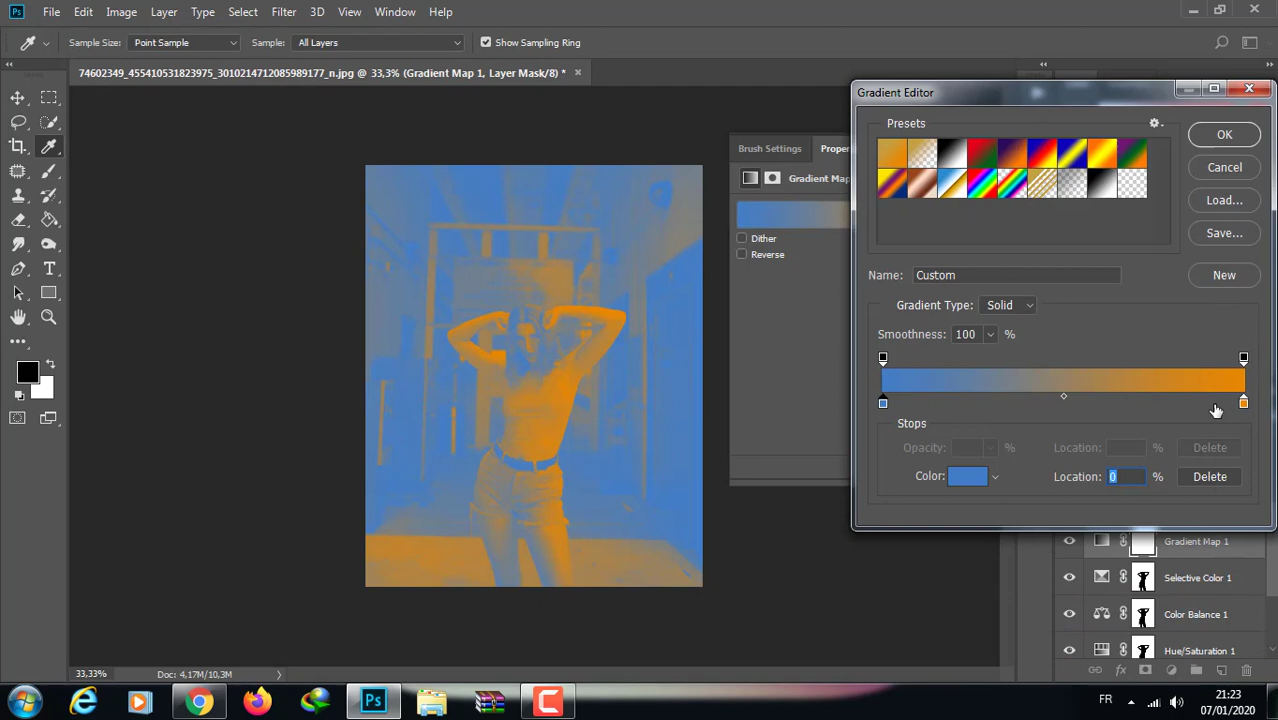 Ps File Edit Image Layer Type Select Filter 3D View Window Help
Sample Size: Point Sample Sample: All Layers Show Sampling Ring
74602349_455410531823975_3010214712085989177_n.jpg @ 33,3% (Gradient Map 1, Layer Mask/8) *
Gradient Editor
Presets
OK
Cancel
Load...
Save...
Brush Settings Proper
Gradient Map
Dither
Reverse
Name: Custom New
Gradient Type: Solid
Smoothness: 100 %
Stops
Opacity: % Location: % Delete
Color: Location: 0 % Delete
Gradient Map 1
Selective Color 1
Color Balance 1
Hue/Saturation 1
33,33% Doc: 4,17M/10,3M
fx
Ps FR 21:23
07/01/2020